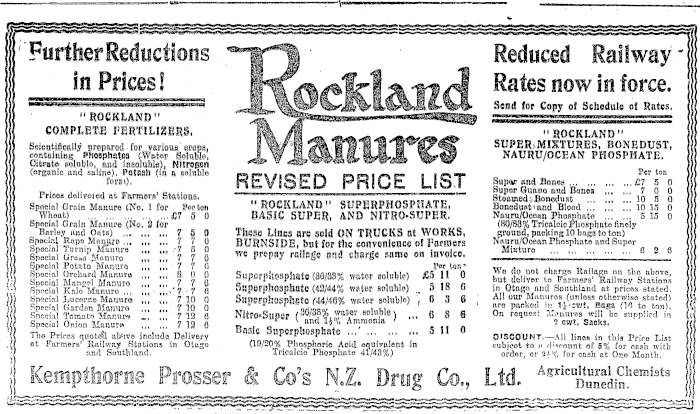 Further Reductions
in Prices!
"ROCKLAND"
COMPLETE FERTILIZERS.
Scientifically prepared for various crops,
containing Phosphates (Water Soluble,
Citrate soluble, and insoluble), Nitrogen
(organic and saline), Potash (in a soluble
form).
Prices delivered at Farmers' Stations.
Special Grain Manure (No. 1 for Per ton
Wheat) ... ... ... ... £7 5 0
Special Grain Manure (No. 2 for
Barley and Oats) ... ... ... 7 5 0
Special Rape Manure ... ... ... 7 7 6
Special Turnip Manure ... ... 7 5 0
Special Grass Manure ... ... 7 7 6
Special Potato Manure ... ... 7 7 6
Special Orchard Manure ... ... 8 0 0
Special Mangel Manure ... ... 7 7 6
Special Kale Manure ... ... ... 7 7 6
Special Lucerne Manure ... ... 7 10 0
Special Garden Manure ... ... 7 10 0
Special Tomato Manure ... ... 7 12 6
Special Onion Manure ... ... 7 12 6
The Prices quoted above include Delivery
at Farmers' Railway Stations in Otago
and Southland.
Rockland
Manures
REVISED PRICE LIST
"ROCKLAND" SUPERPHOSPHATE,
BASIC SUPER, AND NITRO-SUPER.
These Lines are sold ON TRUCKS at WORKS,
BURNSIDE, but for the convenience of Farmers
we prepay railage and charge same on invoice.
Per ton
Superphosphate (36/38% water soluble) £5 11 0
Superphosphate (42/44% water soluble) 5 18 6
Superphosphate (44/46% water soluble) 6 3 6
Nitro-Super (36/38% water soluble and 1½% Ammonia) ... 6 8 6
Basic Superphosphate ... ... ... ... 5 11 0
(19/20% Phosphoric Acid equivalent in
Tricalcic Phosphate 41/43%)
Reduced Railway
Rates now in force.
Send for Copy of Schedule of Rates.
"ROCKLAND"
SUPER MIXTURES, BONEDUST,
NAURU/OCEAN PHOSPHATE.
Per ton
Super and Bones ... ... ... £7 5 0
Super Guano and Bones ... 7 0 0
Steamed Bonedust ... ... 10 5 0
Bonedust and Blood ... ... 10 15 0
Nauru/Ocean Phosphate ... ... 5 15 0
(80/83% Tricalcic Phosphate finely
ground, packing 10 bags to ton)
Nauru/Ocean Phosphate and Super
Mixture ... ... ... ... 6 2 6
We do not charge Railage on the above,
but deliver to Farmers' Railway Stations
in Otago and Southland at prices stated.
All our Manures (unless otherwise stated)
are packed in 1¼-cwt. Bags (16 to ton).
On request Manures will be supplied in
2 cwt. Sacks.
DISCOUNT.—All lines in this Price List
subject to a discount of 5% for cash with
order, or 2½% for cash at One Month.
Kempthorne Prosser & Co's N.Z. Drug Co., Ltd.
Agricultural Chemists
Dunedin.